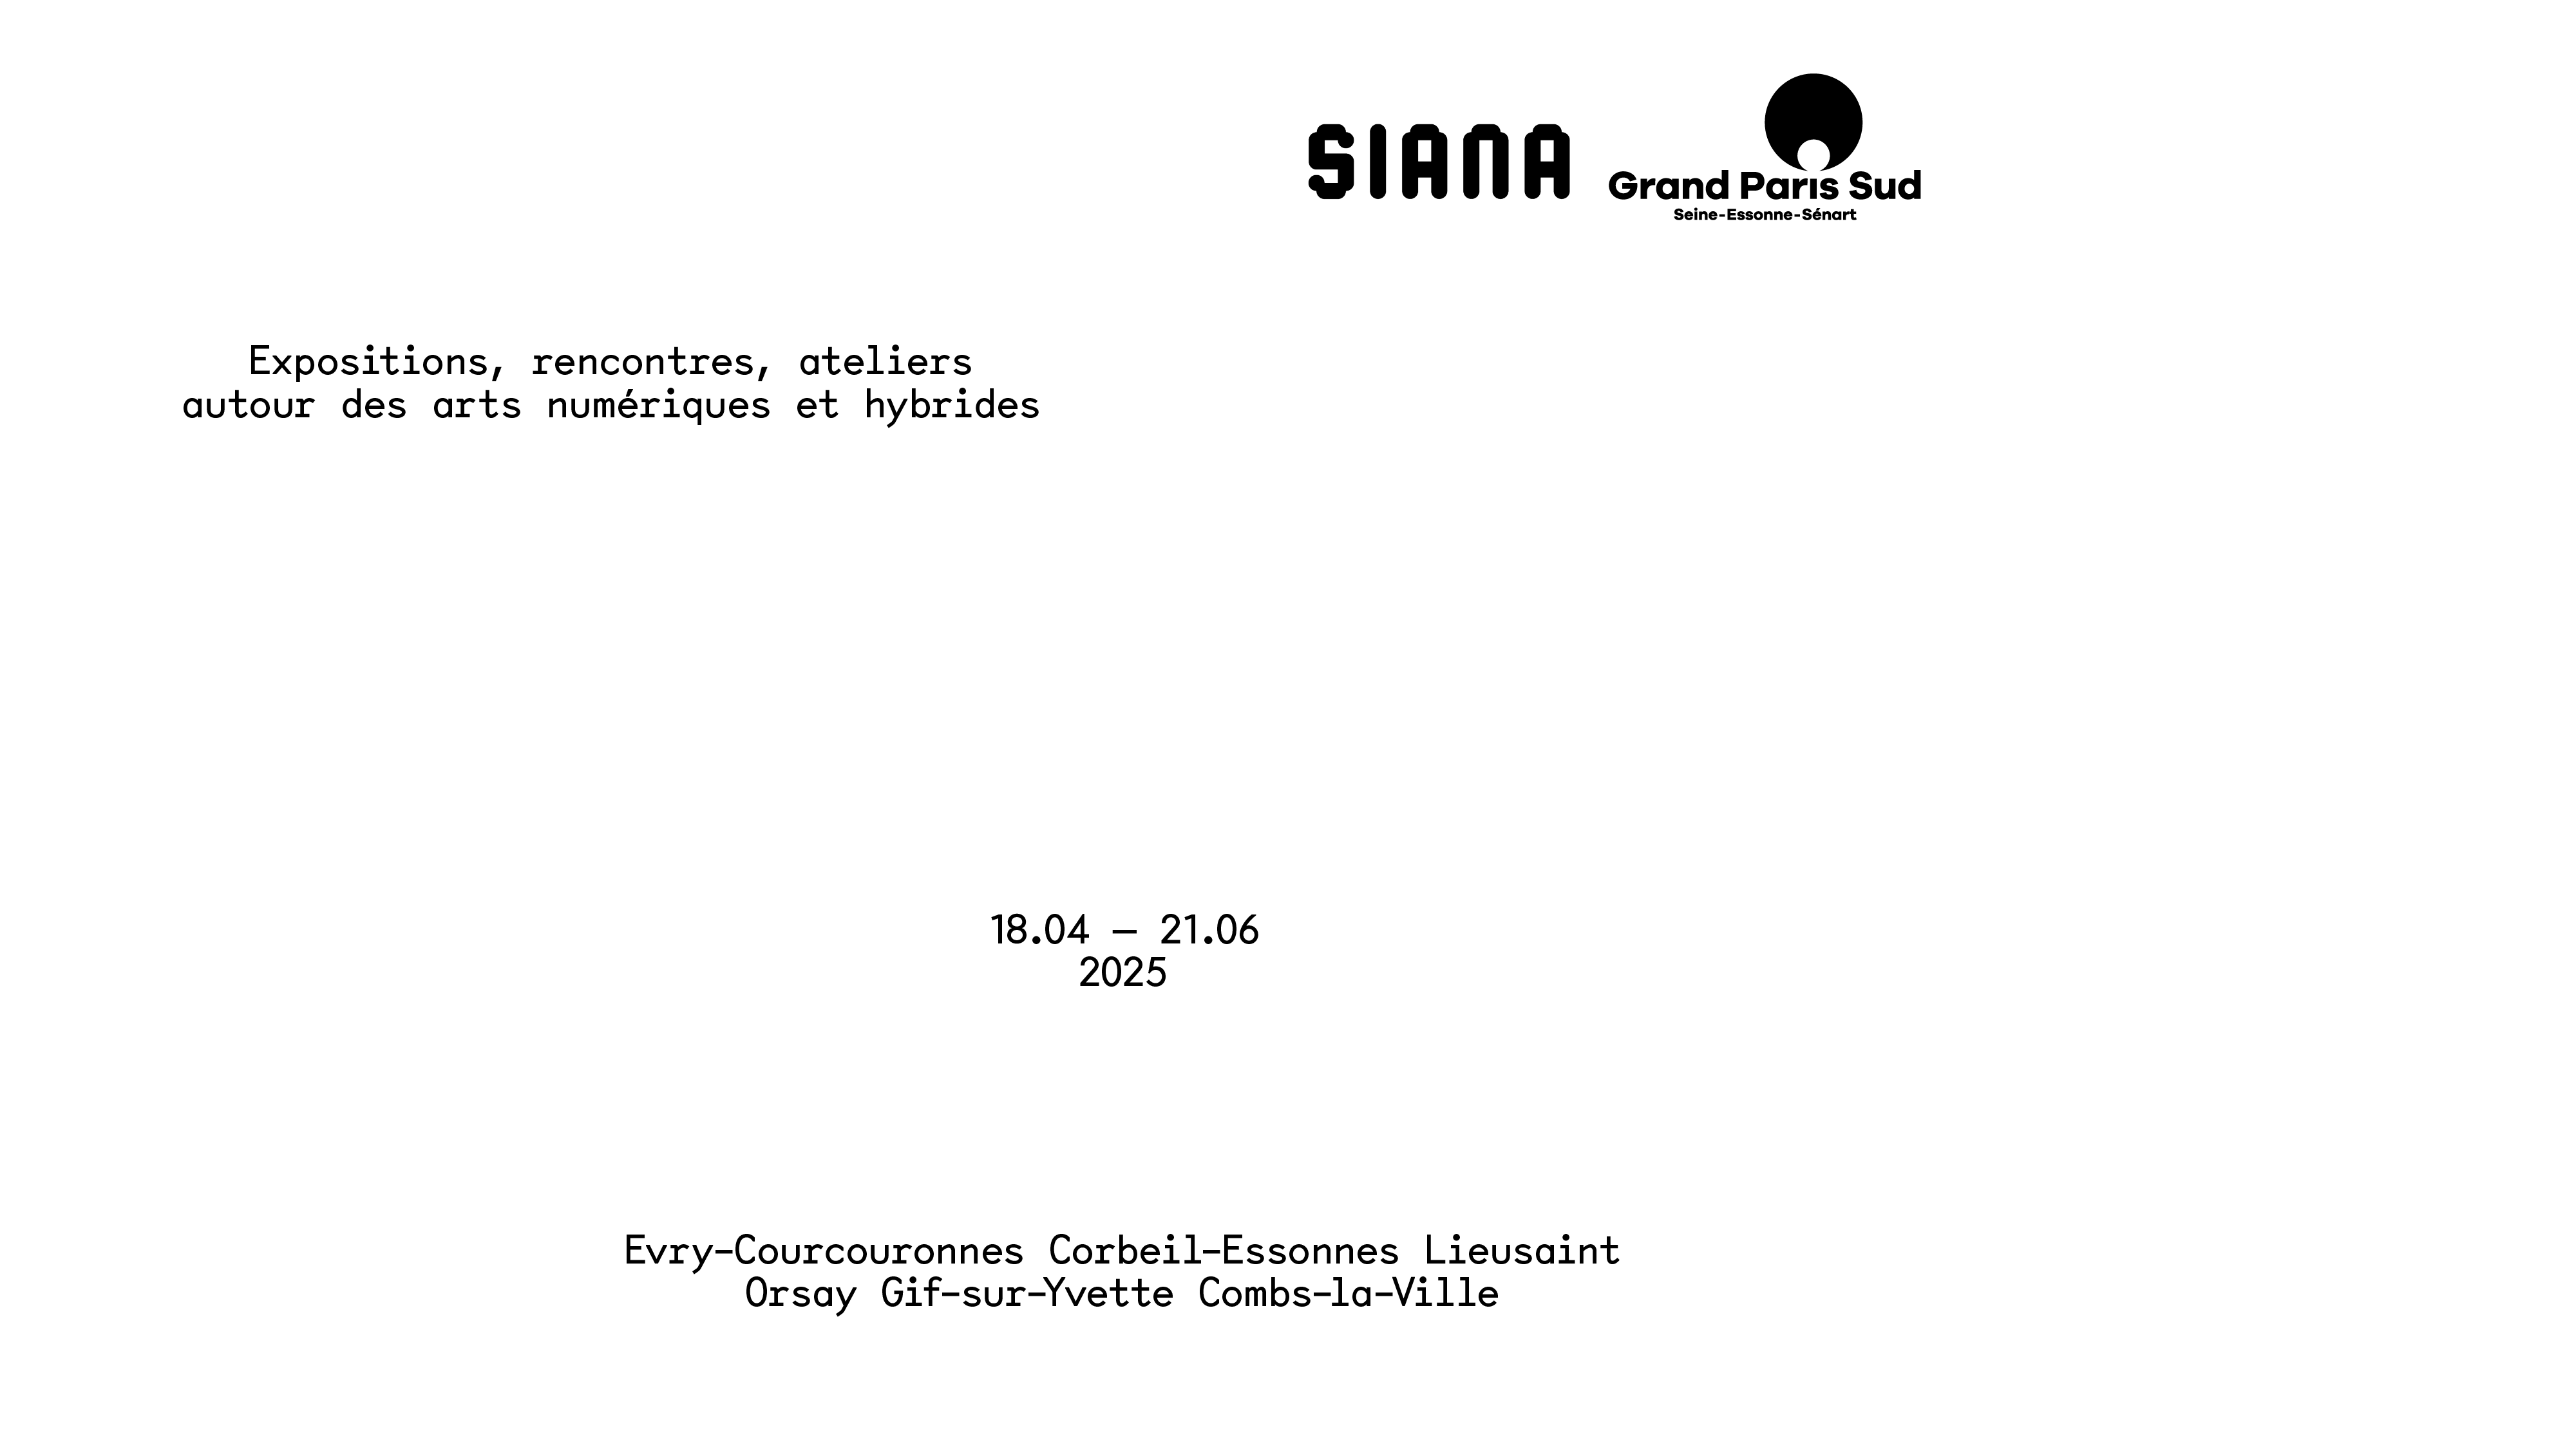 SIANA
Grand Paris Sud
Seine-Essonne-Sénart
Expositions, rencontres, ateliers
autour des arts numériques et hybrides
18.04 – 21.06
2025
Evry-Courcouronnes Corbeil-Essonnes Lieusaint
Orsay Gif-sur-Yvette Combs-la-Ville